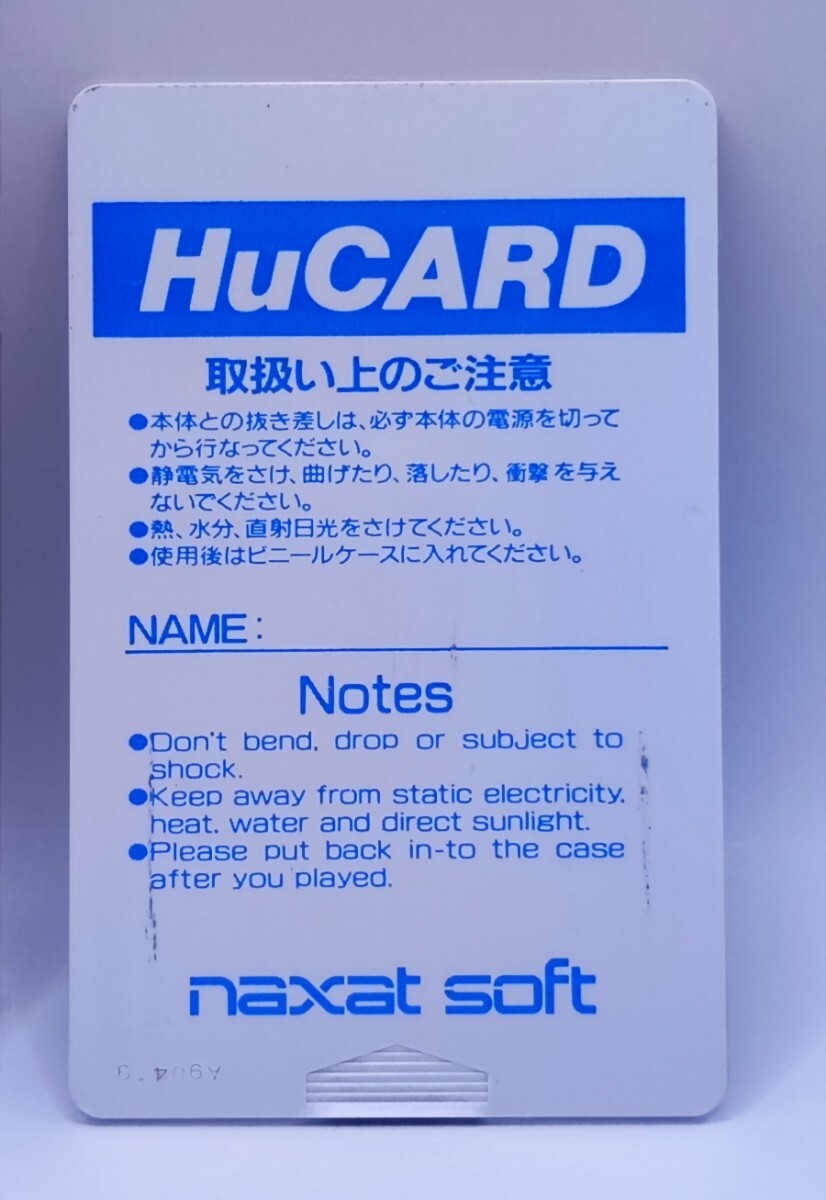 HuCARD
取扱い上のご注意
●本体との抜き差しは、必ず本体の電源を切って
から行なってください。
●静電気をさけ、曲げたり、落したり、衝撃を与え
ないでください。
●熱、水分、直射日光をさけてください。
●使用後はビニールケースに入れてください。
NAME:
Notes
●Don't bend, drop or subject to
shock.
●Keep away from static electricity,
heat, water and direct sunlight.
●Please put back in-to the case
after you played.
naxat soft